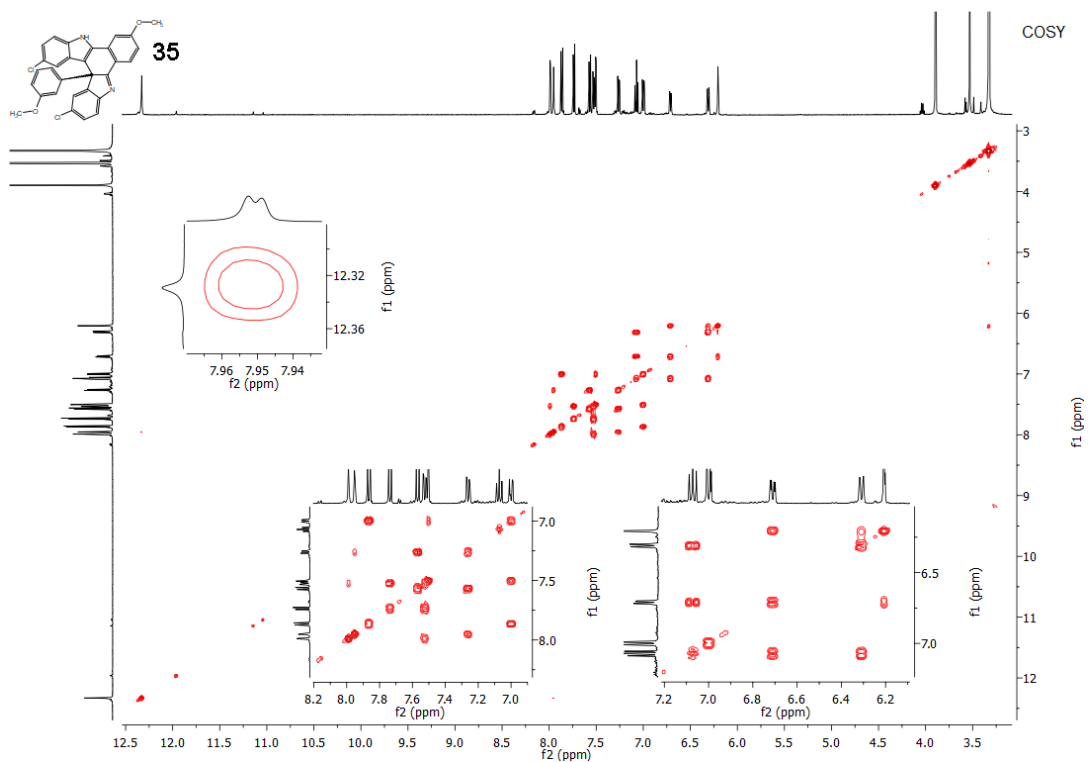 COSY
OCH₃
NH
35
Cl
N
OCH₃
Cl
3
4
5
6
7
8
9
10
11
12
f1 (ppm)
12.32
12.36
f1 (ppm)
7.96 7.95 7.94
f2 (ppm)
7.0
7.5
8.0
f1 (ppm)
8.2 8.0 7.8 7.6 7.4 7.2 7.0
f2 (ppm)
6.5
7.0
f1 (ppm)
7.2 7.0 6.8 6.6 6.4 6.2
f2 (ppm)
12.5 12.0 11.5 11.0 10.5 10.0 9.5 9.0 8.5 8.0 7.5 7.0 6.5 6.0 5.5 5.0 4.5 4.0 3.5
f2 (ppm)